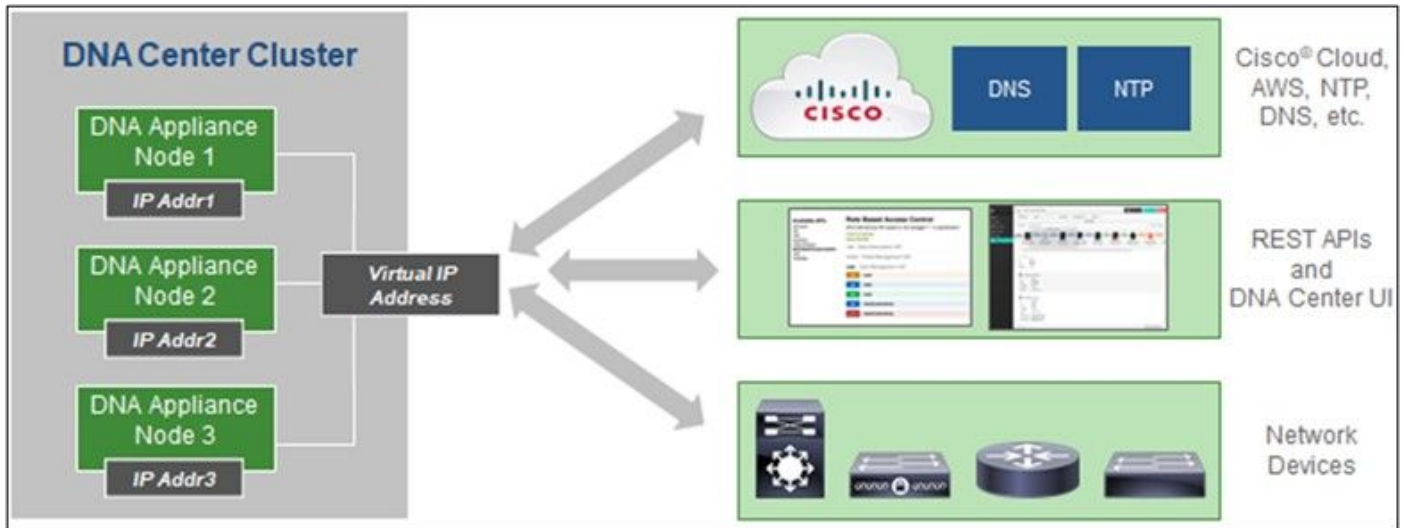 DNA Center Cluster
DNA Appliance
Node 1
IP Addr1
DNA Appliance
Node 2
IP Addr2
DNA Appliance
Node 3
IP Addr3
Virtual IP
Address
CISCO
DNS
NTP
Cisco® Cloud,
AWS, NTP,
DNS, etc.
Role Based Access Control
REST APIs
and
DNA Center UI
Network
Devices